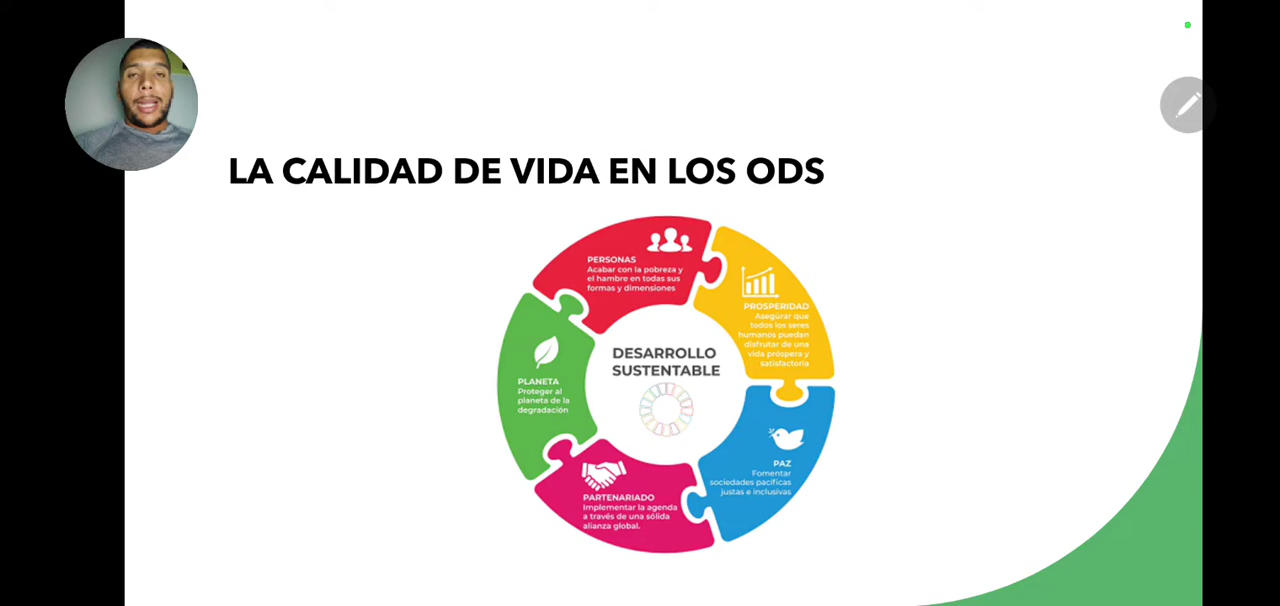 LA CALIDAD DE VIDA EN LOS ODS
PERSONAS
Acabar con la pobreza y
el hambre en todas sus
formas y dimensiones
PROSPERIDAD
Asegurar que
todos los seres
humanos puedan
disfrutar de una
vida próspera y
satisfactoria
DESARROLLO
SUSTENTABLE
PLANETA
Proteger al
planeta de la
degradación
PAZ
Fomentar
sociedades pacíficas
justas e inclusivas
PARTENARIADO
Implementar la agenda
a través de una sólida
alianza global.